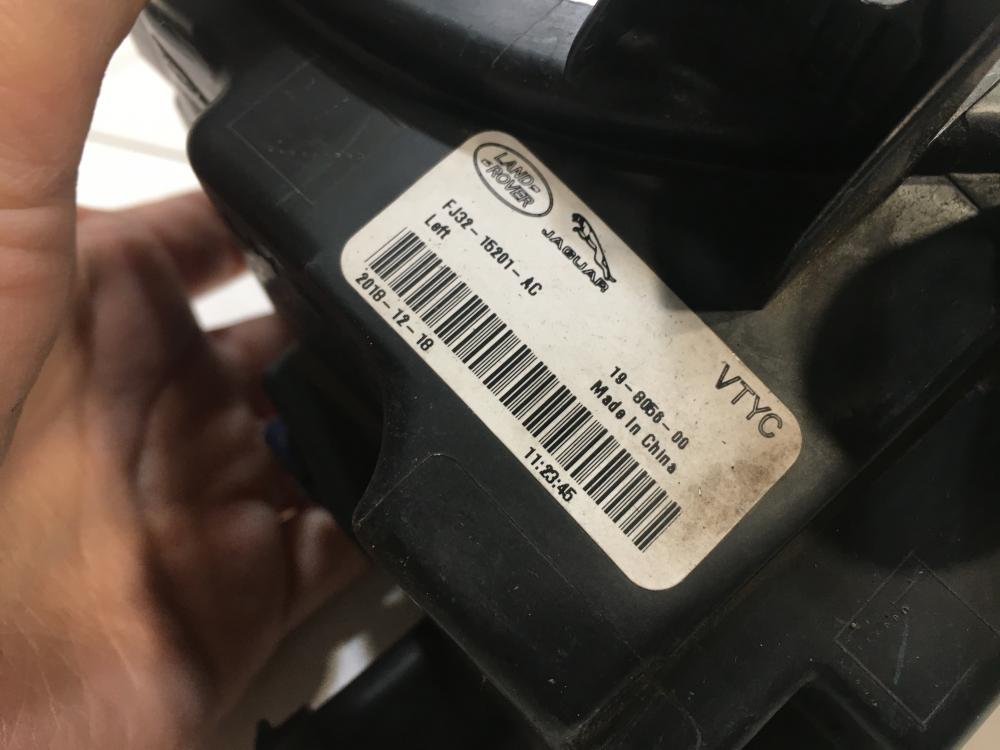 LAND-
-ROVER
JAGUAR
FJ32-15201-AC
Left
19-8066-00
Made in China
VTYC
2018-12-18
11:23:45